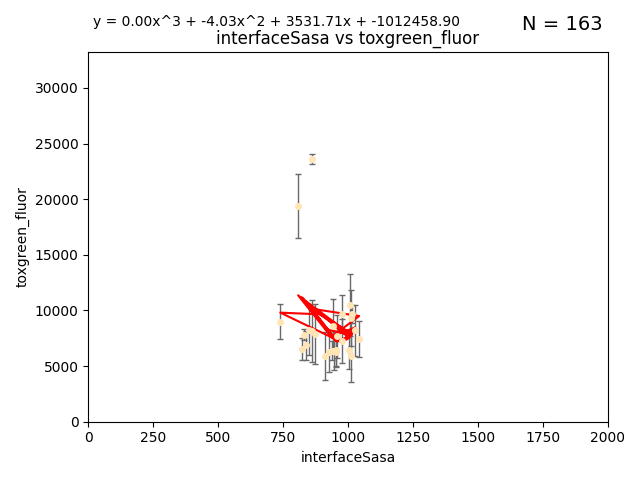 y = 0.00x^3 + -4.03x^2 + 3531.71x + -1012458.90
N = 163
interfaceSasa vs toxgreen_fluor
30000
25000
20000
15000
10000
5000
0
toxgreen_fluor
0 250 500 750 1000 1250 1500 1750 2000
interfaceSasa